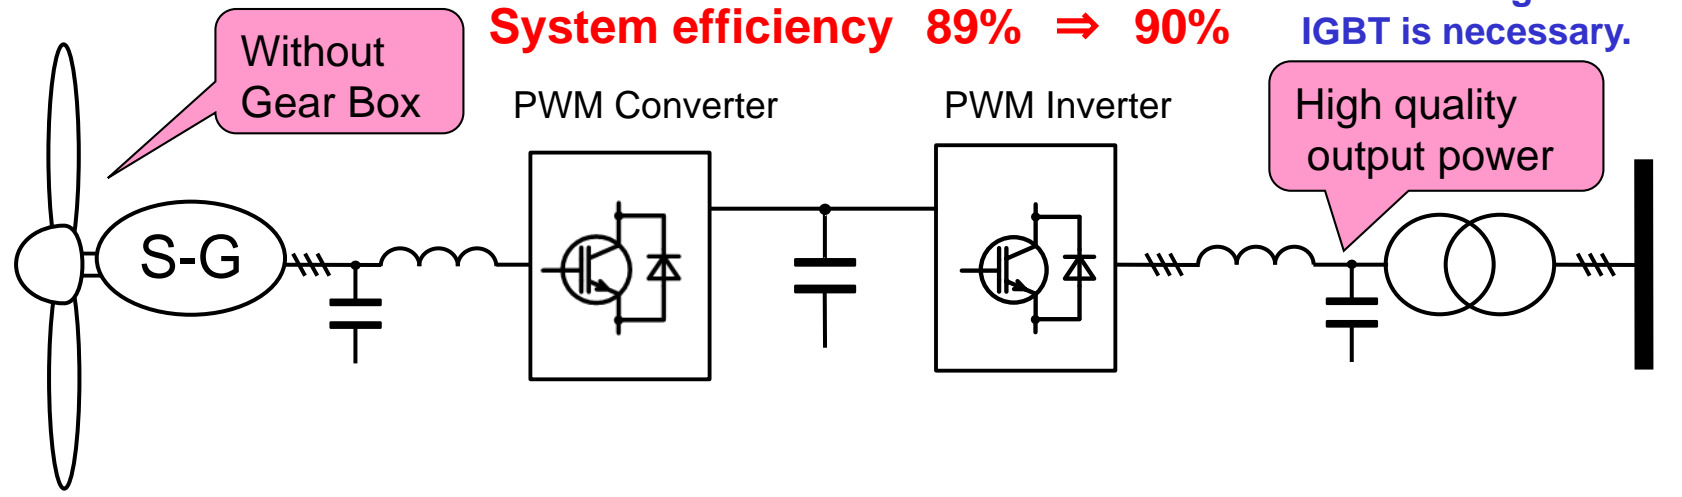 System efficiency 89% ⇒ 90%
IGBT is necessary.
Without
Gear Box
PWM Converter
PWM Inverter
High quality
output power
S-G